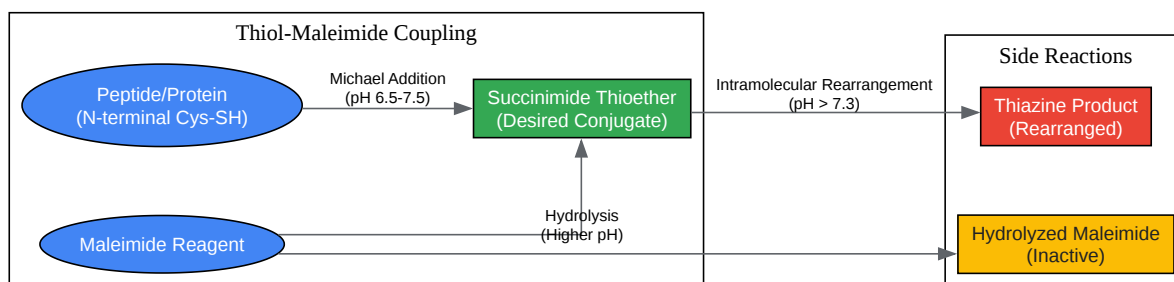 Thiol-Maleimide Coupling
Peptide/Protein
(N-terminal Cys-SH)
Michael Addition
(pH 6.5-7.5)
Succinimide Thioether
(Desired Conjugate)
Intramolecular Rearrangement
(pH > 7.3)
Side Reactions
Thiazine Product
(Rearranged)
Maleimide Reagent
Hydrolysis
(Higher pH)
Hydrolyzed Maleimide
(Inactive)